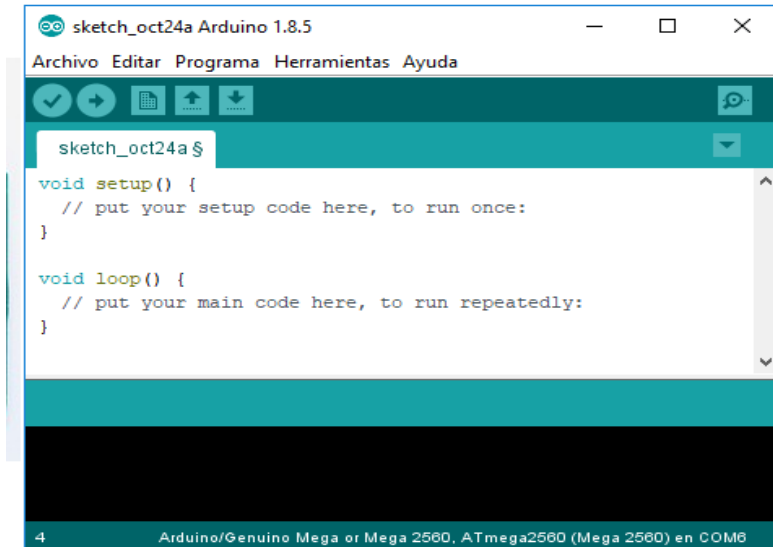 sketch_oct24a Arduino 1.8.5
Archivo Editar Programa Herramientas Ayuda
sketch_oct24a §
void setup() {
  // put your setup code here, to run once:
}
void loop() {
  // put your main code here, to run repeatedly:
}
4 Arduino/Genuino Mega or Mega 2560, ATmega2560 (Mega 2560) en COM6